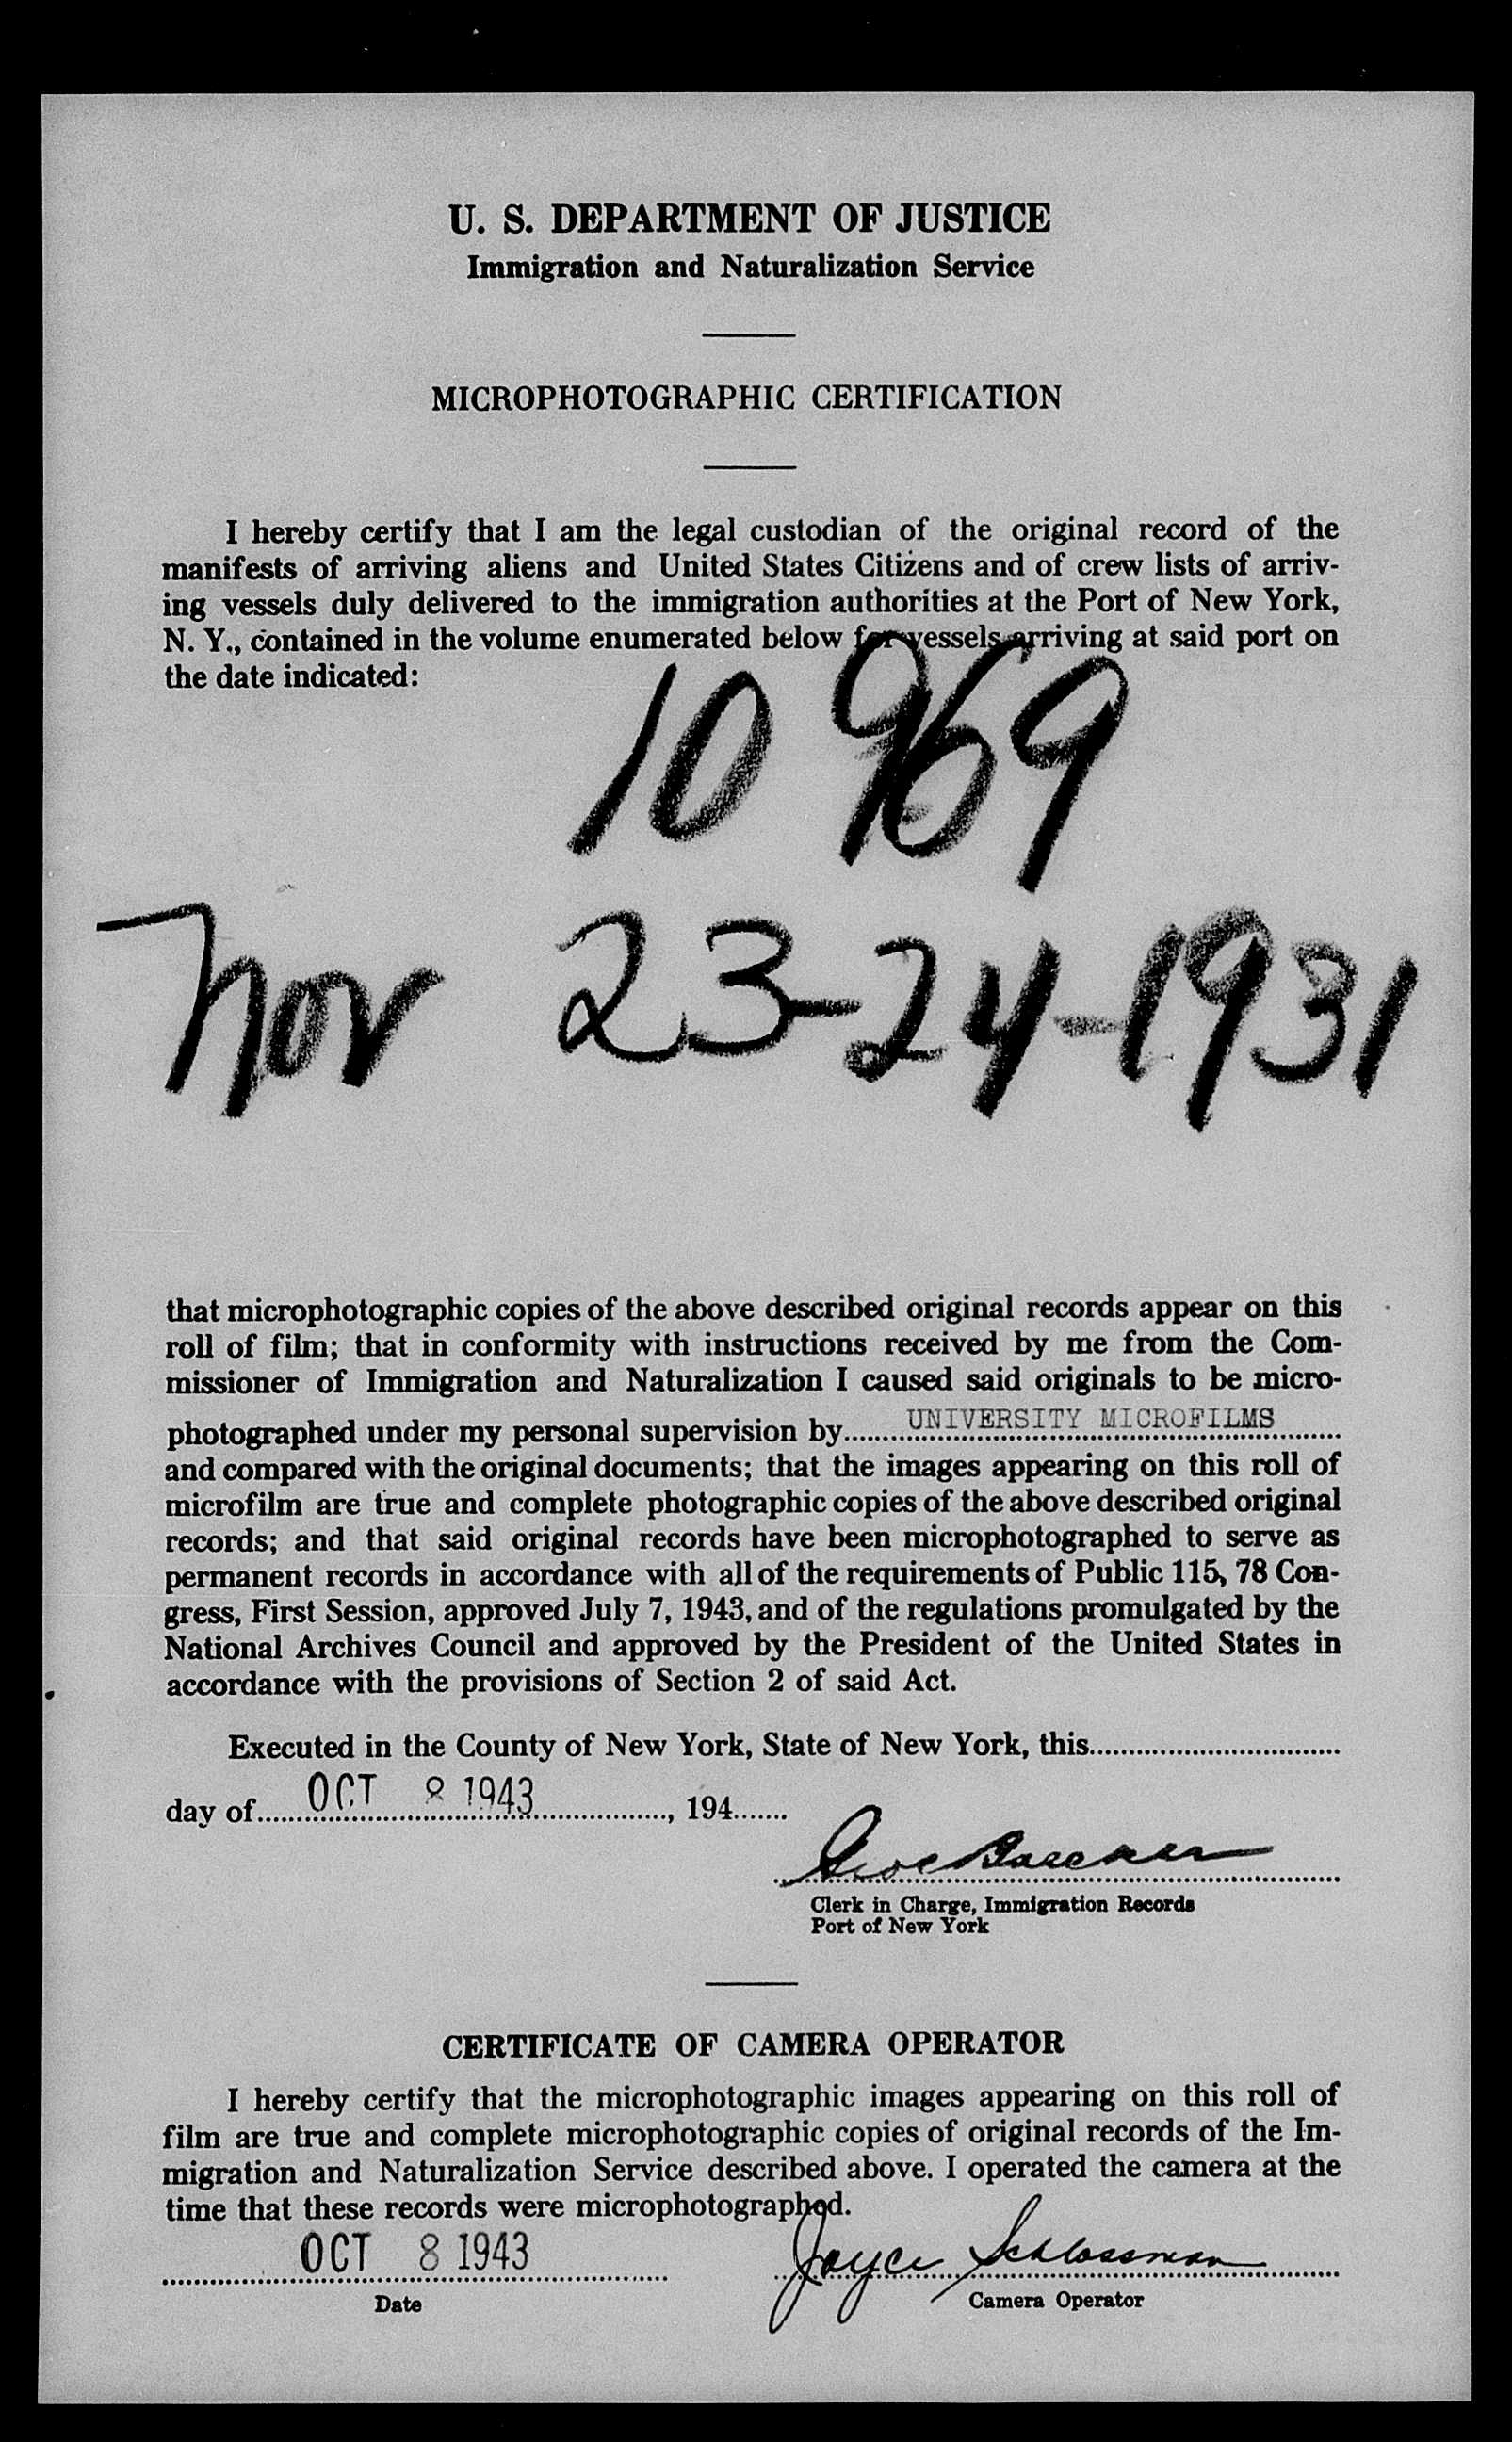 U. S. DEPARTMENT OF JUSTICE
Immigration and Naturalization Service
MICROPHOTOGRAPHIC CERTIFICATION
I hereby certify that I am the legal custodian of the original record of the
manifests of arriving aliens and United States Citizens and of crew lists of arriv-
ing vessels duly delivered to the immigration authorities at the Port of New York,
N. Y., contained in the volume enumerated below for vessels arriving at said port on
the date indicated:
10969
Nov 23-24-1931
that microphotographic copies of the above described original records appear on this
roll of film; that in conformity with instructions received by me from the Com-
missioner of Immigration and Naturalization I caused said originals to be micro-
photographed under my personal supervision by UNIVERSITY MICROFILMS
and compared with the original documents; that the images appearing on this roll of
microfilm are true and complete photographic copies of the above described original
records; and that said original records have been microphotographed to serve as
permanent records in accordance with all of the requirements of Public 115, 78 Con-
gress, First Session, approved July 7, 1943, and of the regulations promulgated by the
National Archives Council and approved by the President of the United States in
accordance with the provisions of Section 2 of said Act.
Executed in the County of New York, State of New York, this
day of OCT 8 1943, 194
Clerk in Charge, Immigration Records
Port of New York
CERTIFICATE OF CAMERA OPERATOR
I hereby certify that the microphotographic images appearing on this roll of
film are true and complete microphotographic copies of original records of the Im-
migration and Naturalization Service described above. I operated the camera at the
time that these records were microphotographed.
OCT 8 1943 Joyce Schlossman
Date Camera Operator